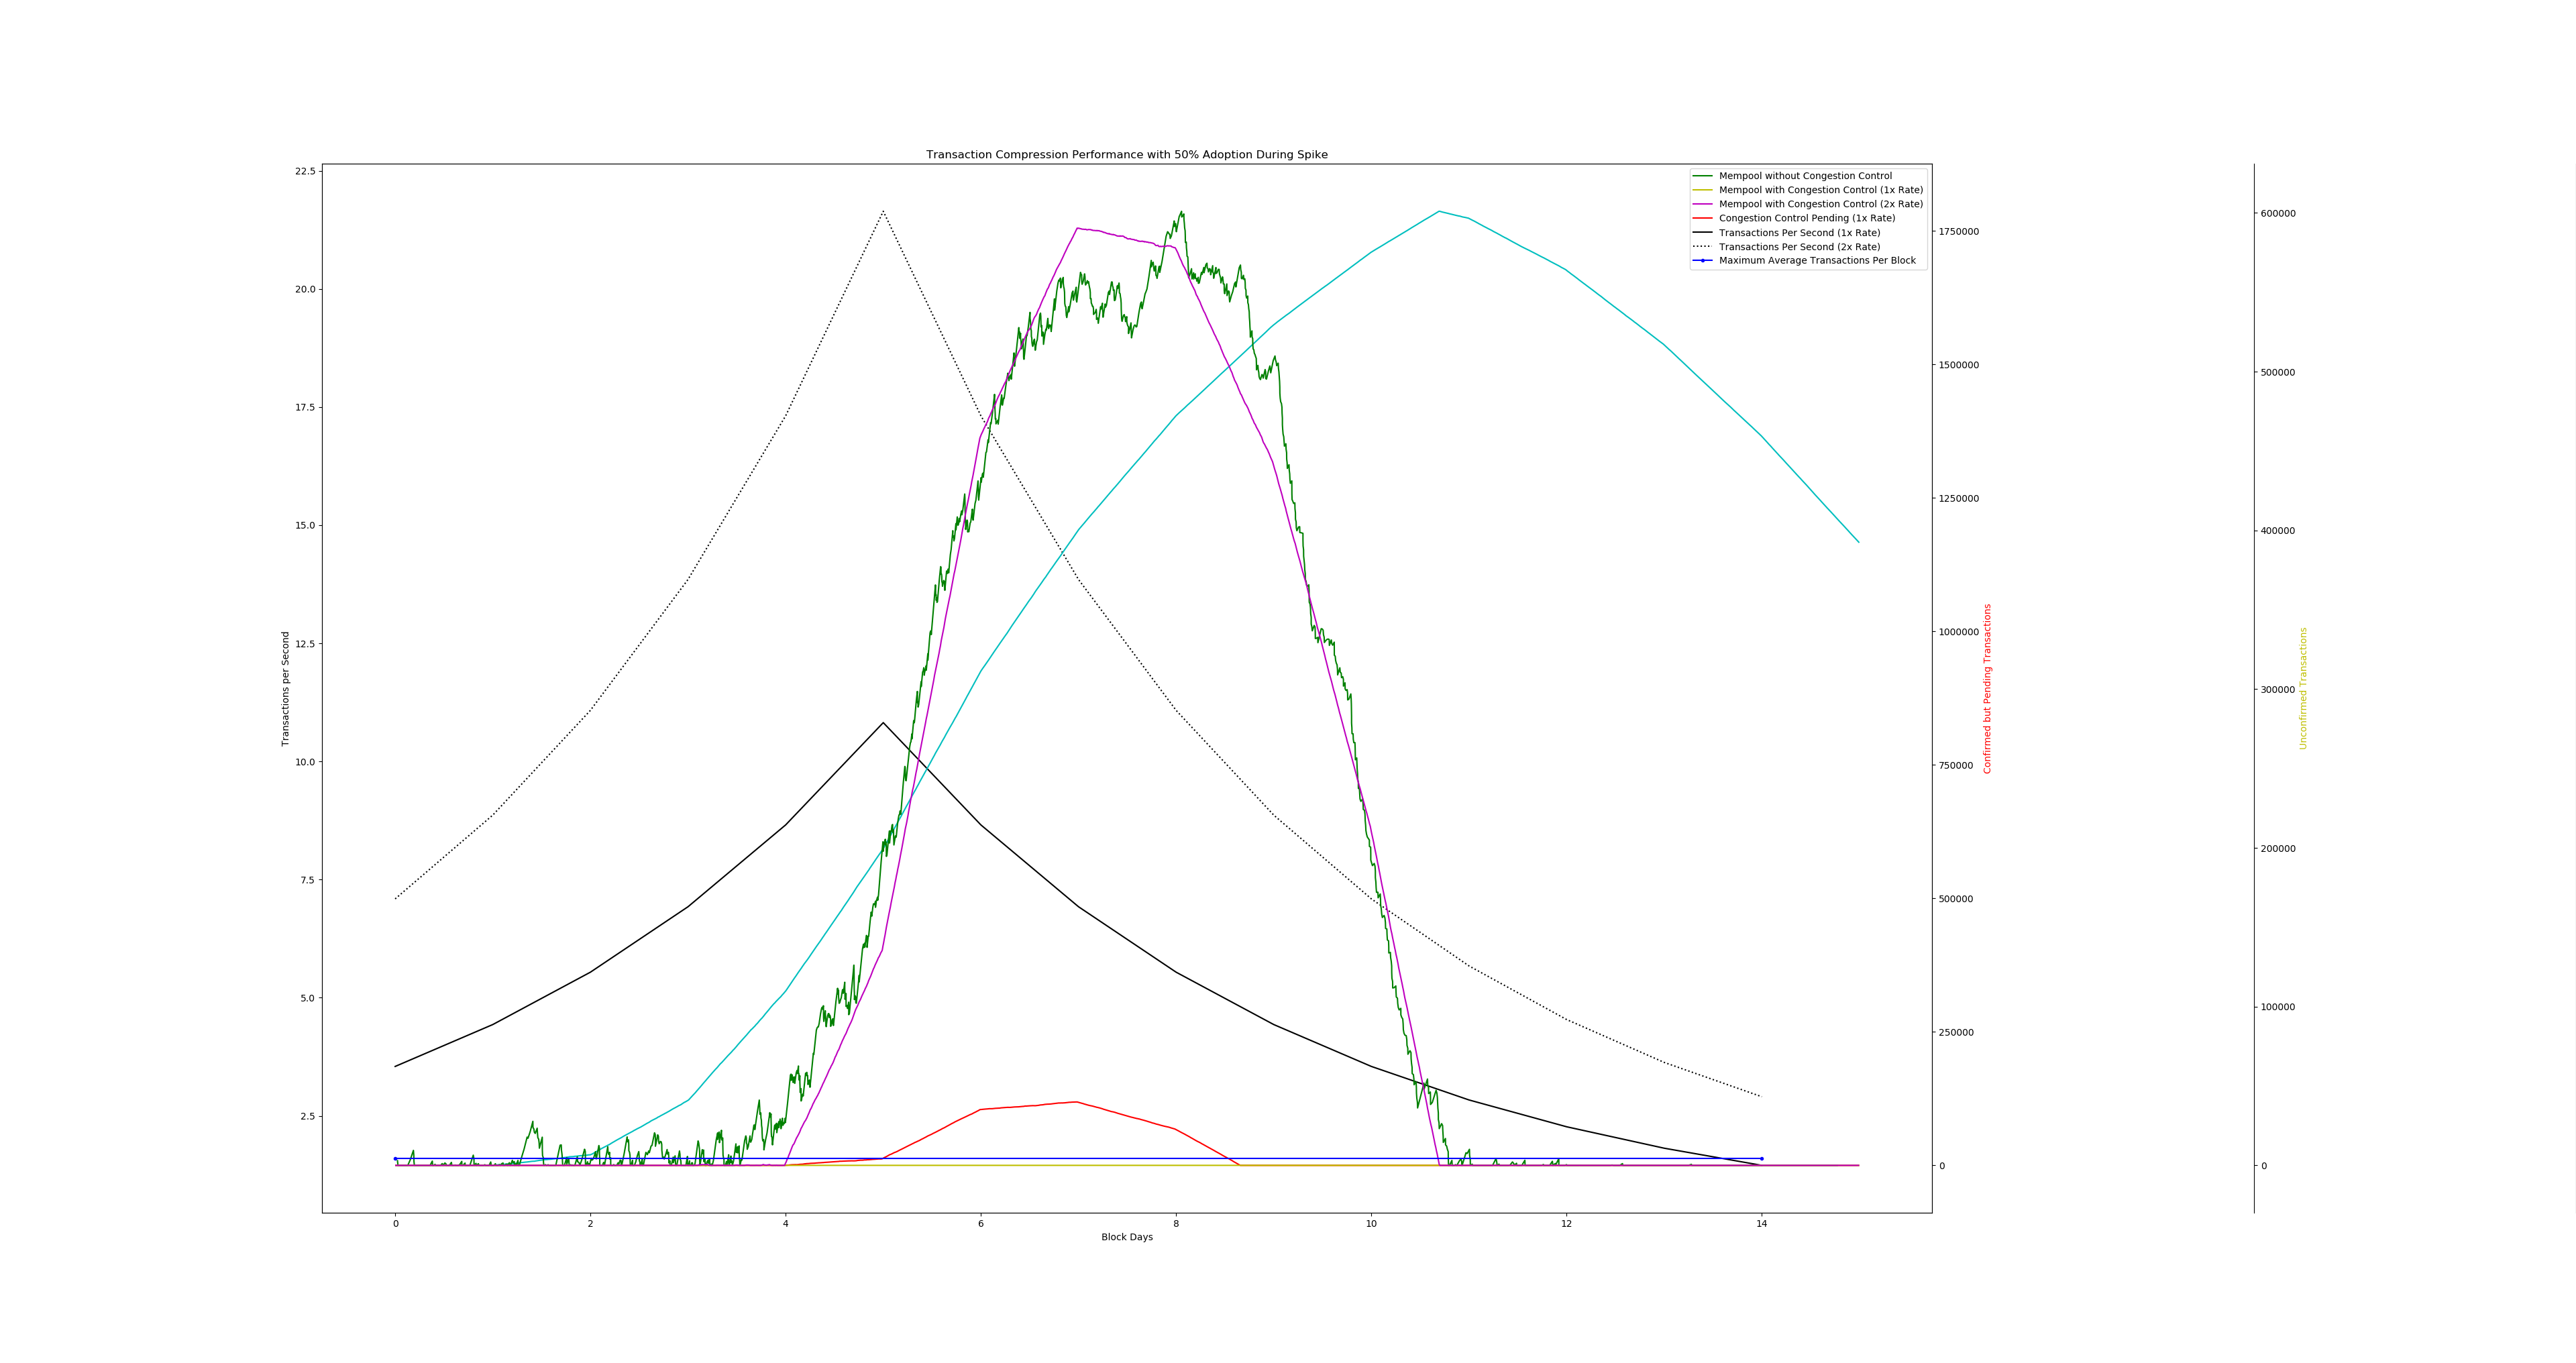 Transaction Compression Performance with 50% Adoption During Spike
Mempool without Congestion Control
Mempool with Congestion Control (1x Rate)
Mempool with Congestion Control (2x Rate)
Congestion Control Pending (1x Rate)
Transactions Per Second (1x Rate)
Transactions Per Second (2x Rate)
Maximum Average Transactions Per Block
Transactions per Second
22.5
20.0
17.5
15.0
12.5
10.0
7.5
5.0
2.5
0
2
4
6
8
10
12
14
Block Days
1750000
1500000
1250000
1000000
750000
500000
250000
0
Confirmed but Pending Transactions
600000
500000
400000
300000
200000
100000
0
Unconfirmed Transactions